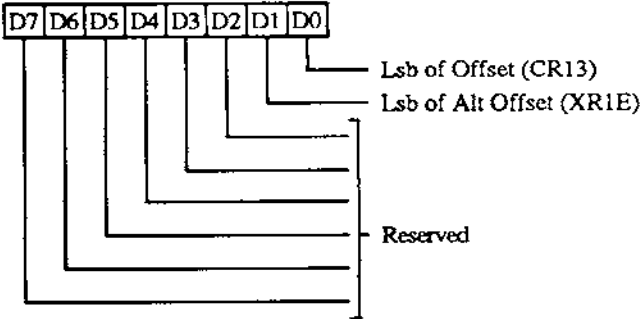 D7 D6 D5 D4 D3 D2 D1 D0
Lsb of Offset (CR13)
Lsb of Alt Offset (XR1E)
Reserved